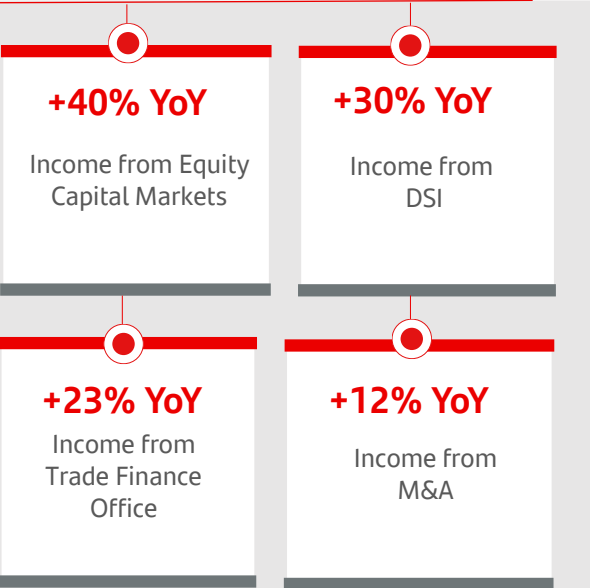 +40% YoY
Income from Equity
Capital Markets
+30% YoY
Income from
DSI
+23% YoY
Income from
Trade Finance
Office
+12% YoY
Income from
M&A